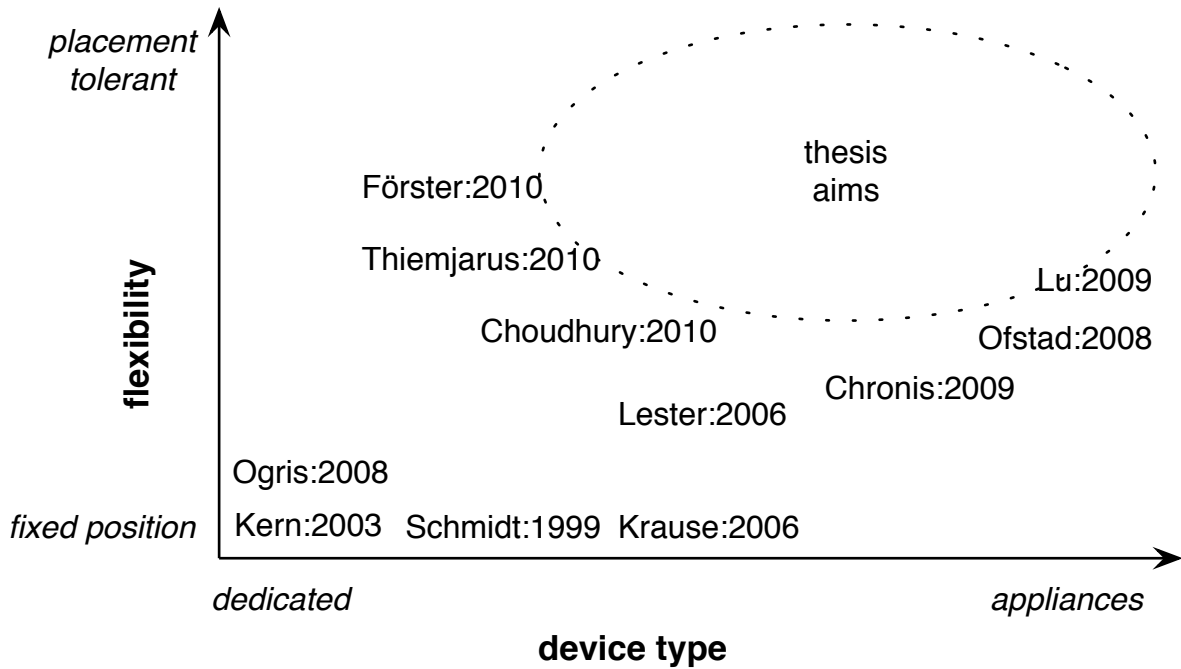 placement
tolerant
thesis
aims
Förster:2010
Thiemjarus:2010
Lu:2009
Choudhury:2010
Ofstad:2008
flexibility
Chronis:2009
Lester:2006
Ogris:2008
fixed position
Kern:2003
Schmidt:1999
Krause:2006
dedicated
appliances
device type